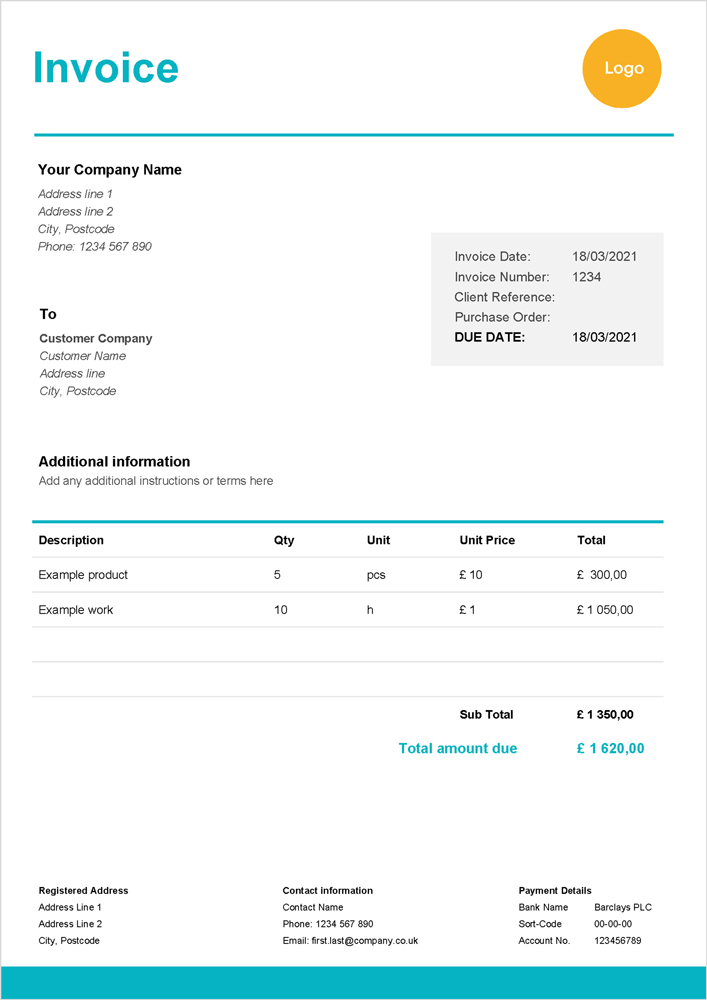 Invoice
Logo
Your Company Name
Address line 1
Address line 2
City, Postcode
Phone: 1234 567 890
Invoice Date: 18/03/2021
Invoice Number: 1234
Client Reference:
Purchase Order:
DUE DATE: 18/03/2021
To
Customer Company
Customer Name
Address line
City, Postcode
Additional information
Add any additional instructions or terms here
Description Qty Unit Unit Price Total
Example product 5 pcs £ 10 £ 300,00
Example work 10 h £ 1 £ 1 050,00
Sub Total £ 1 350,00
Total amount due £ 1 620,00
Registered Address
Address Line 1
Address Line 2
City, Postcode
Contact information
Contact Name
Phone: 1234 567 890
Email: first.last@company.co.uk
Payment Details
Bank Name Barclays PLC
Sort-Code 00-00-00
Account No. 123456789